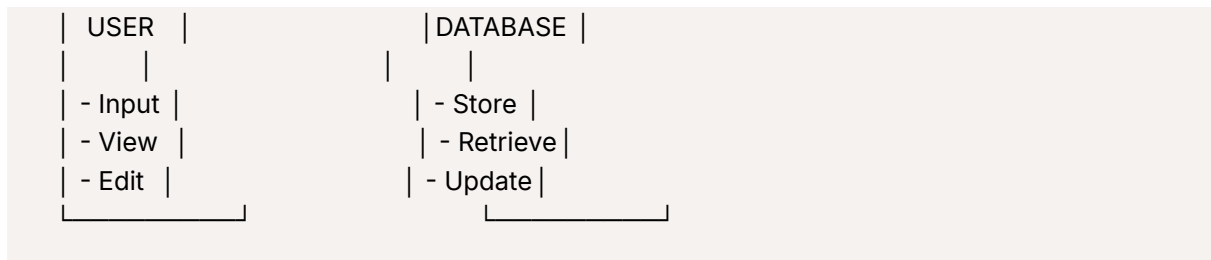 │ USER │ │DATABASE │
│ │ │ │
│ - Input │ │ - Store │
│ - View │ │ - Retrieve│
│ - Edit │ │ - Update│
└──────────┘ └──────────┘